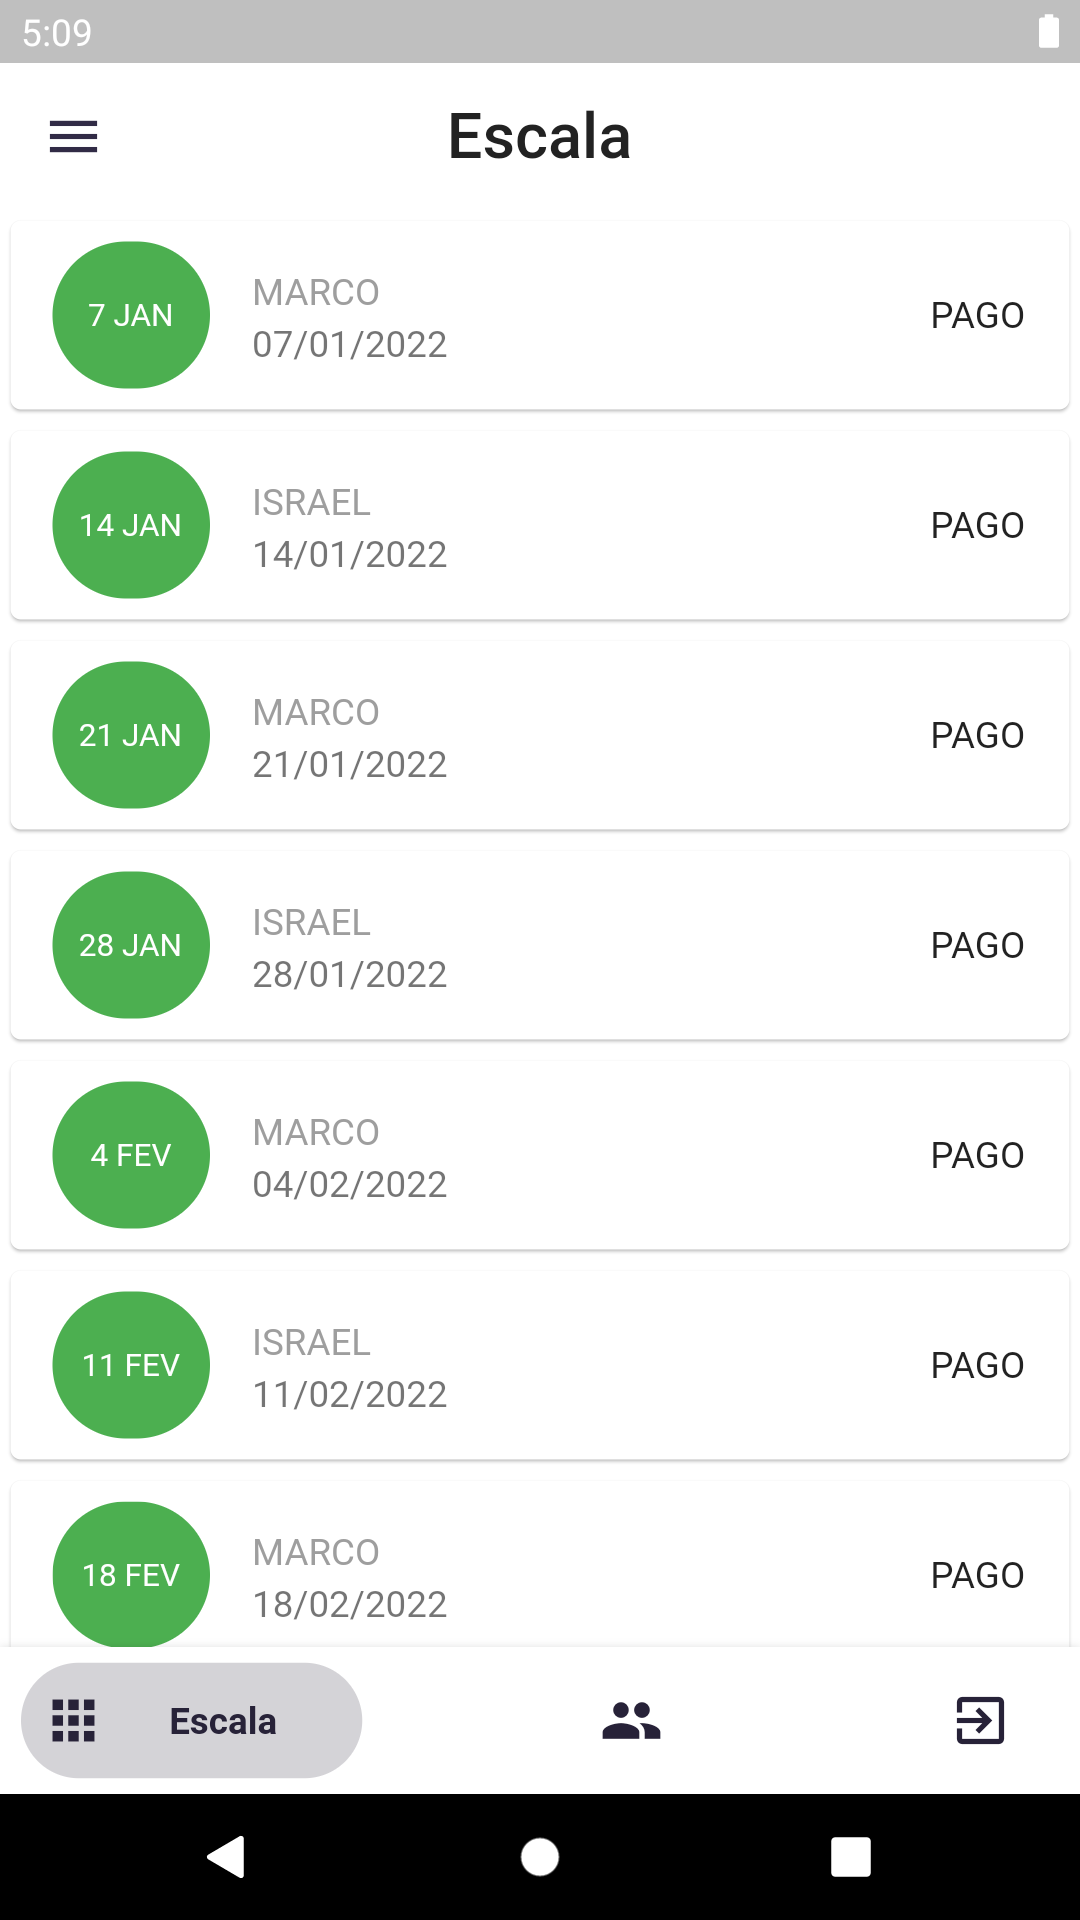 5:09
Escala
7 JAN
MARCO
07/01/2022
PAGO
14 JAN
ISRAEL
14/01/2022
PAGO
21 JAN
MARCO
21/01/2022
PAGO
28 JAN
ISRAEL
28/01/2022
PAGO
4 FEV
MARCO
04/02/2022
PAGO
11 FEV
ISRAEL
11/02/2022
PAGO
18 FEV
MARCO
18/02/2022
PAGO
Escala